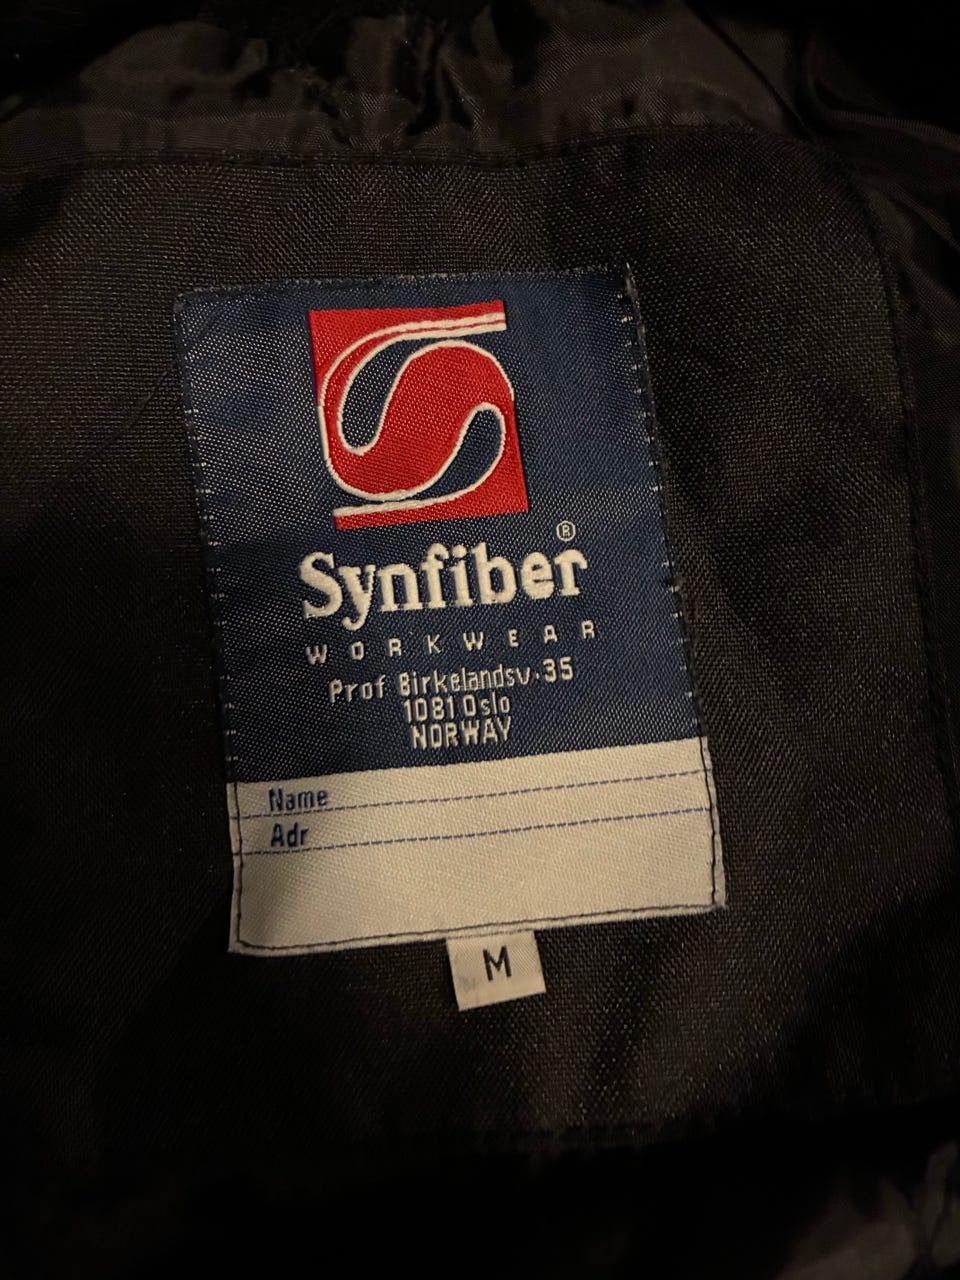 Synfiber®
WORKWEAR
Prof Birkelandsv.35
1081 Oslo
NORWAY
Name
Adr
M